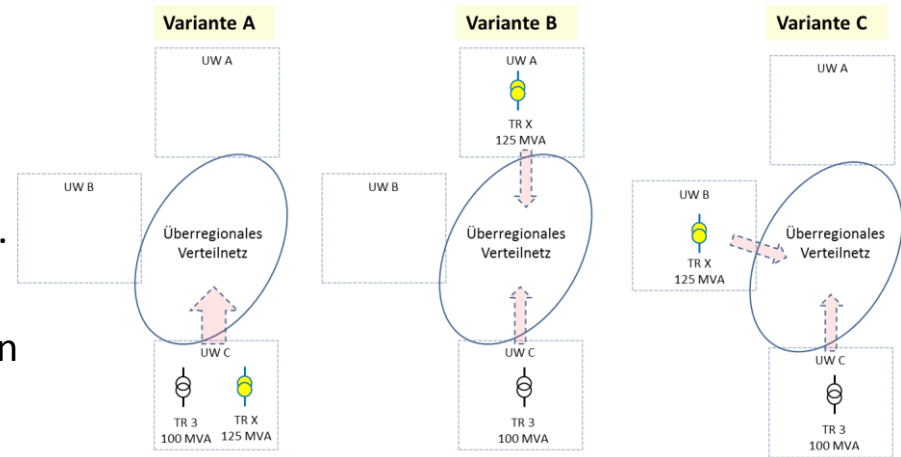 .
n
Variante A
UW A
UW B
Überregionales
Verteilnetz
UW C
TR 3
100 MVA
TR X
125 MVA
Variante B
UW A
TR X
125 MVA
UW B
Überregionales
Verteilnetz
UW C
TR 3
100 MVA
Variante C
UW A
UW B
TR X
125 MVA
Überregionales
Verteilnetz
UW C
TR 3
100 MVA